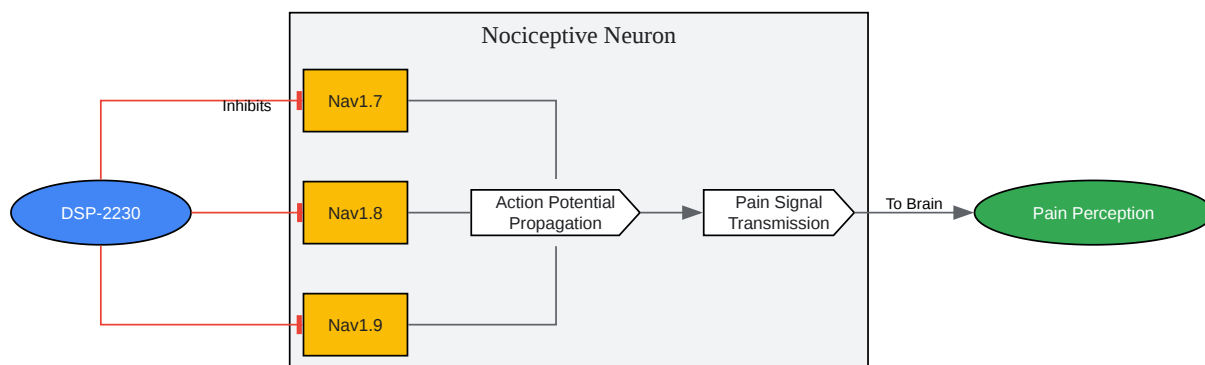 Nociceptive Neuron
Nav1.7
Inhibits
DSP-2230
Nav1.8
Action Potential
Propagation
Pain Signal
Transmission
To Brain
Pain Perception
Nav1.9